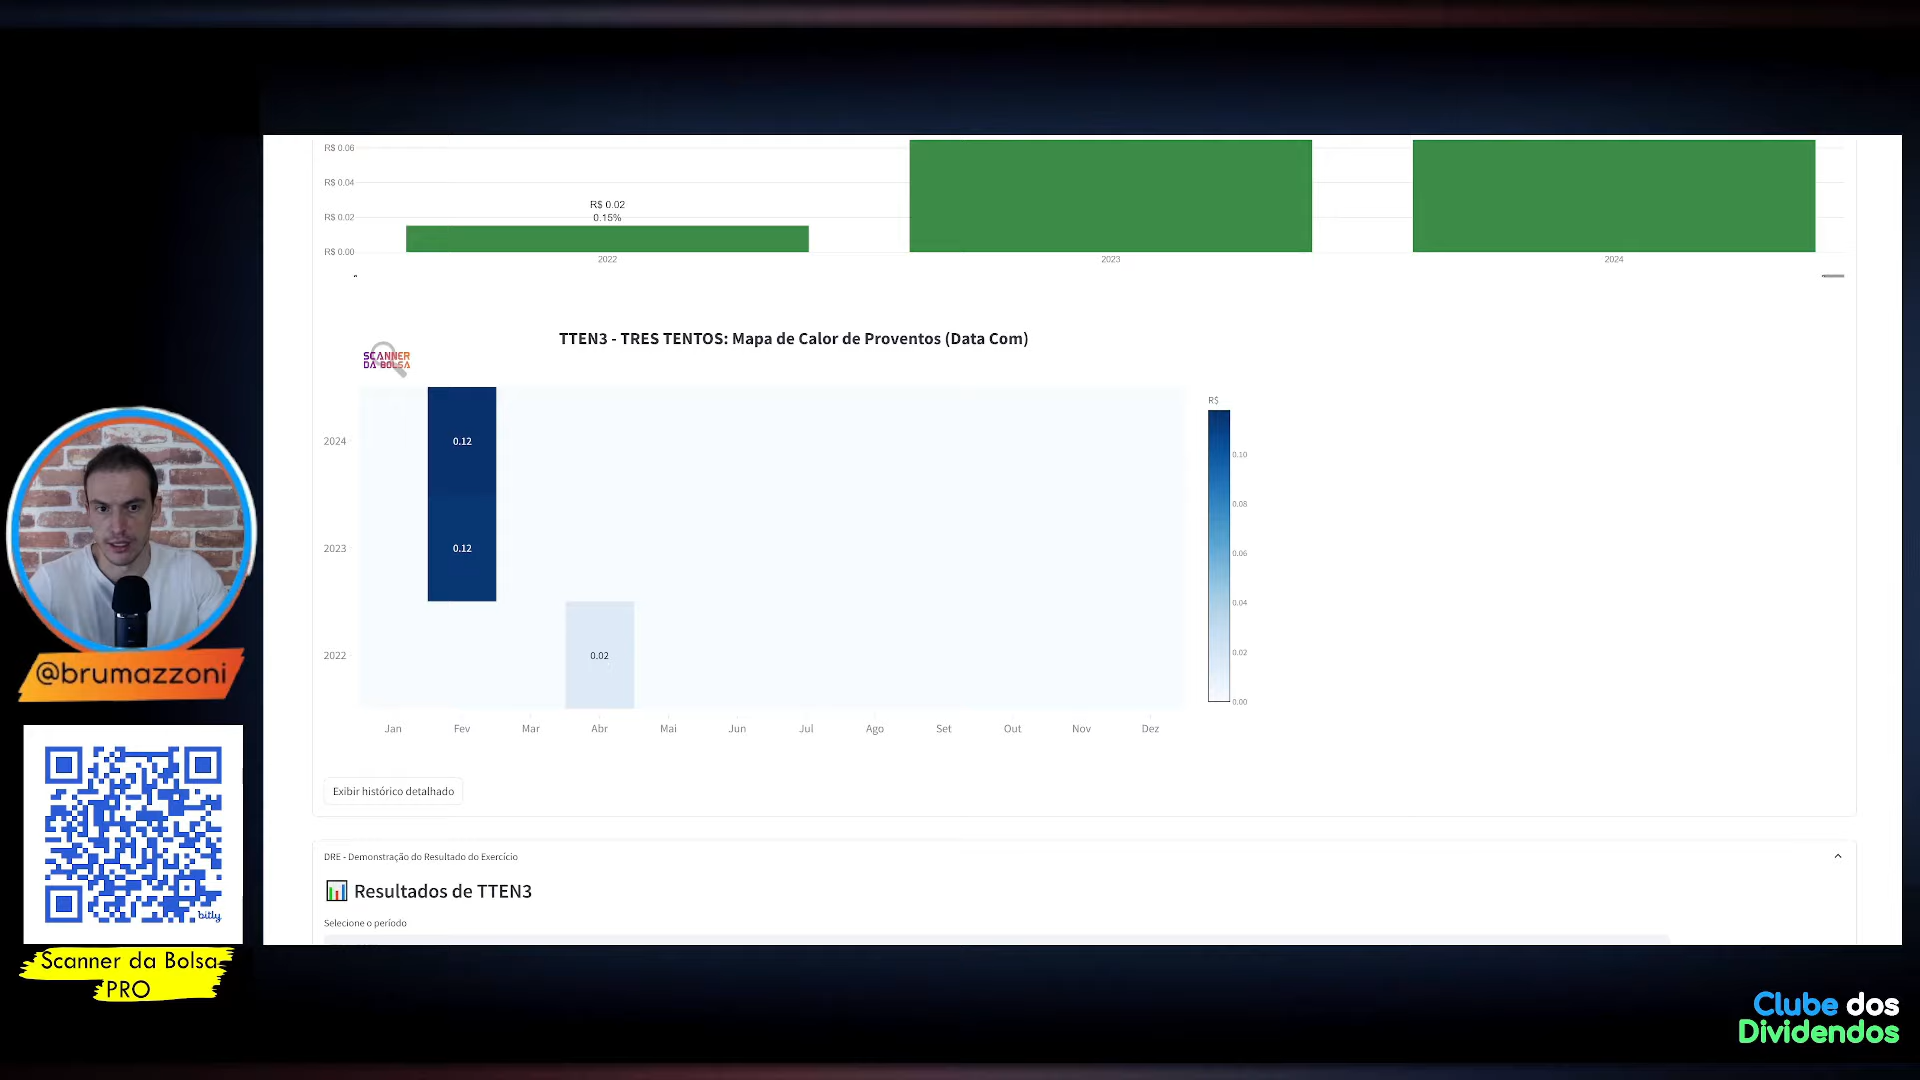 R$ 0.06
R$ 0.04
R$ 0.02
R$ 0.00
R$ 0.02
0.15%
2022
2023
2024
TTEN3 - TRES TENTOS: Mapa de Calor de Proventos (Data Com)
SCANNER
DA BOLSA
2024
2023
2022
0.12
0.12
0.02
Jan
Fev
Mar
Abr
Mai
Jun
Jul
Ago
Set
Out
Nov
Dez
R$
0.10
0.08
0.06
0.04
0.02
0.00
Exibir histórico detalhado
DRE - Demonstração do Resultado do Exercício
Resultados de TTEN3
Selecione o período
@brumazzoni
bitly
Scanner da Bolsa
PRO
Clube dos
Dividendos